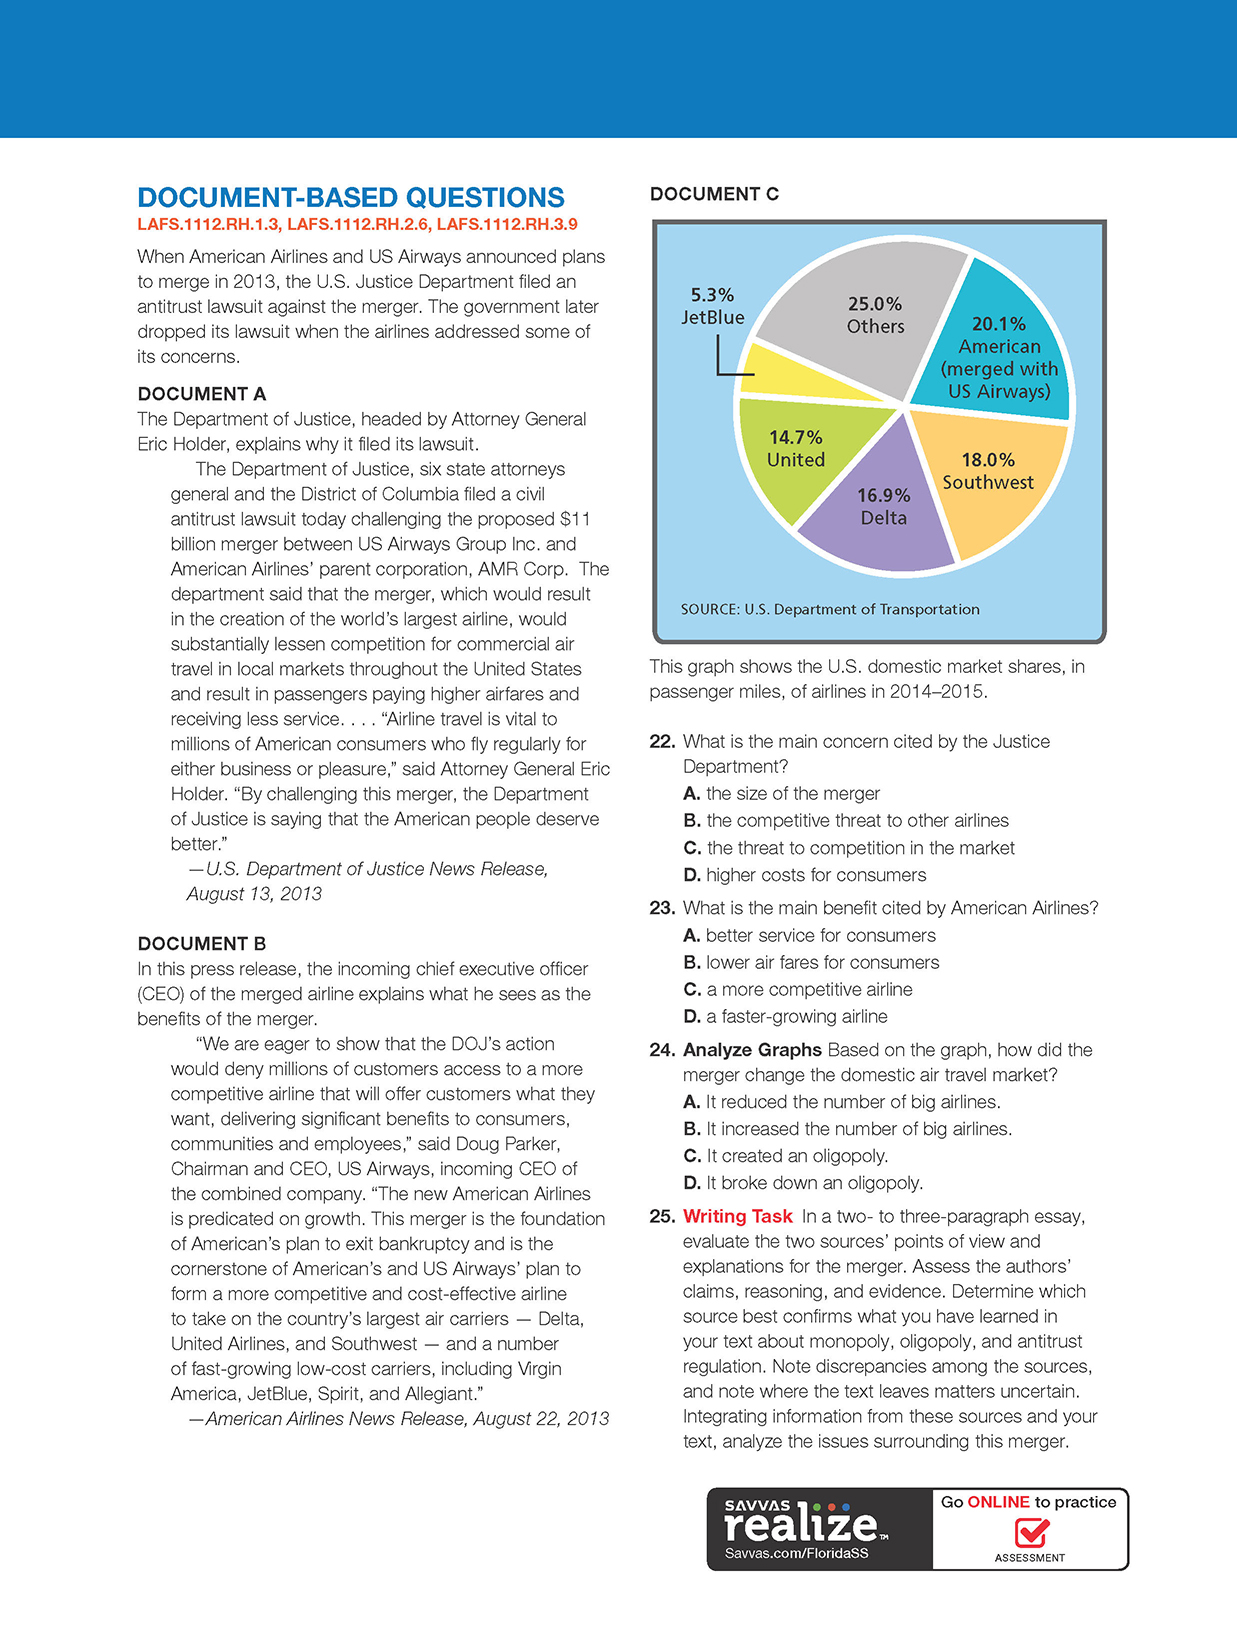 DOCUMENT-BASED QUESTIONS
LAFS.1112.RH.1.3, LAFS.1112.RH.2.6, LAFS.1112.RH.3.9
When American Airlines and US Airways announced plans
to merge in 2013, the U.S. Justice Department filed an
antitrust lawsuit against the merger. The government later
dropped its lawsuit when the airlines addressed some of
its concerns.
DOCUMENT A
The Department of Justice, headed by Attorney General
Eric Holder, explains why it filed its lawsuit.
The Department of Justice, six state attorneys
general and the District of Columbia filed a civil
antitrust lawsuit today challenging the proposed $11
billion merger between US Airways Group Inc. and
American Airlines’ parent corporation, AMR Corp. The
department said that the merger, which would result
in the creation of the world’s largest airline, would
substantially lessen competition for commercial air
travel in local markets throughout the United States
and result in passengers paying higher airfares and
receiving less service. . . . “Airline travel is vital to
millions of American consumers who fly regularly for
either business or pleasure,” said Attorney General Eric
Holder. “By challenging this merger, the Department
of Justice is saying that the American people deserve
better.”
—U.S. Department of Justice News Release,
August 13, 2013
DOCUMENT B
In this press release, the incoming chief executive officer
(CEO) of the merged airline explains what he sees as the
benefits of the merger.
“We are eager to show that the DOJ’s action
would deny millions of customers access to a more
competitive airline that will offer customers what they
want, delivering significant benefits to consumers,
communities and employees,” said Doug Parker,
Chairman and CEO, US Airways, incoming CEO of
the combined company. “The new American Airlines
is predicated on growth. This merger is the foundation
of American’s plan to exit bankruptcy and is the
cornerstone of American’s and US Airways’ plan to
form a more competitive and cost-effective airline
to take on the country’s largest air carriers — Delta,
United Airlines, and Southwest — and a number
of fast-growing low-cost carriers, including Virgin
America, JetBlue, Spirit, and Allegiant.”
—American Airlines News Release, August 22, 2013
DOCUMENT C
5.3%
JetBlue
25.0%
Others
20.1%
American
(merged with
US Airways)
14.7%
United
18.0%
Southwest
16.9%
Delta
SOURCE: U.S. Department of Transportation
This graph shows the U.S. domestic market shares, in
passenger miles, of airlines in 2014–2015.
22. What is the main concern cited by the Justice
Department?
A. the size of the merger
B. the competitive threat to other airlines
C. the threat to competition in the market
D. higher costs for consumers
23. What is the main benefit cited by American Airlines?
A. better service for consumers
B. lower air fares for consumers
C. a more competitive airline
D. a faster-growing airline
24. Analyze Graphs Based on the graph, how did the
merger change the domestic air travel market?
A. It reduced the number of big airlines.
B. It increased the number of big airlines.
C. It created an oligopoly.
D. It broke down an oligopoly.
25. Writing Task In a two- to three-paragraph essay,
evaluate the two sources’ points of view and
explanations for the merger. Assess the authors’
claims, reasoning, and evidence. Determine which
source best confirms what you have learned in
your text about monopoly, oligopoly, and antitrust
regulation. Note discrepancies among the sources,
and note where the text leaves matters uncertain.
Integrating information from these sources and your
text, analyze the issues surrounding this merger.
SAVVAS
realize™
Savvas.com/FloridaSS
Go ONLINE to practice
ASSESSMENT